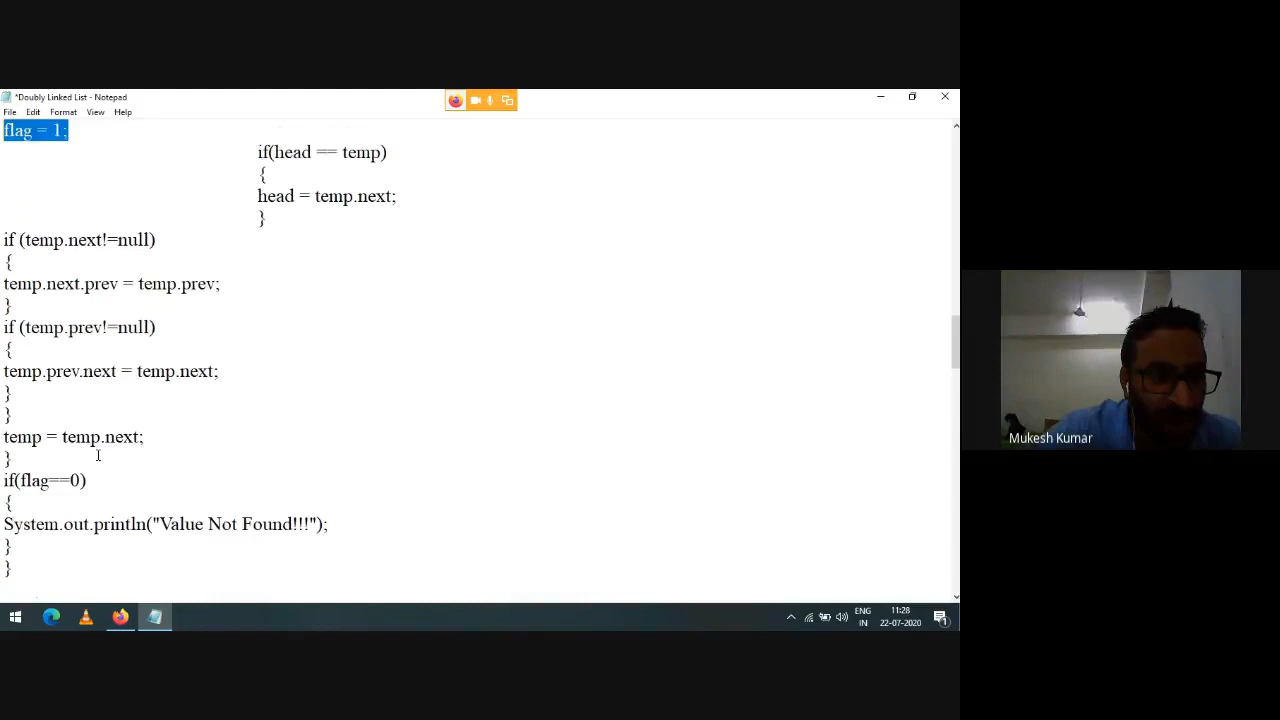 *Doubly Linked List - Notepad
File Edit Format View Help
flag = 1;
if(head == temp)
{
head = temp.next;
}
if (temp.next!=null)
{
temp.next.prev = temp.prev;
}
if (temp.prev!=null)
{
temp.prev.next = temp.next;
}
}
temp = temp.next;
}
if(flag==0)
{
System.out.println("Value Not Found!!!");
}
}
Mukesh Kumar
ENG
IN
11:28
22-07-2020
1